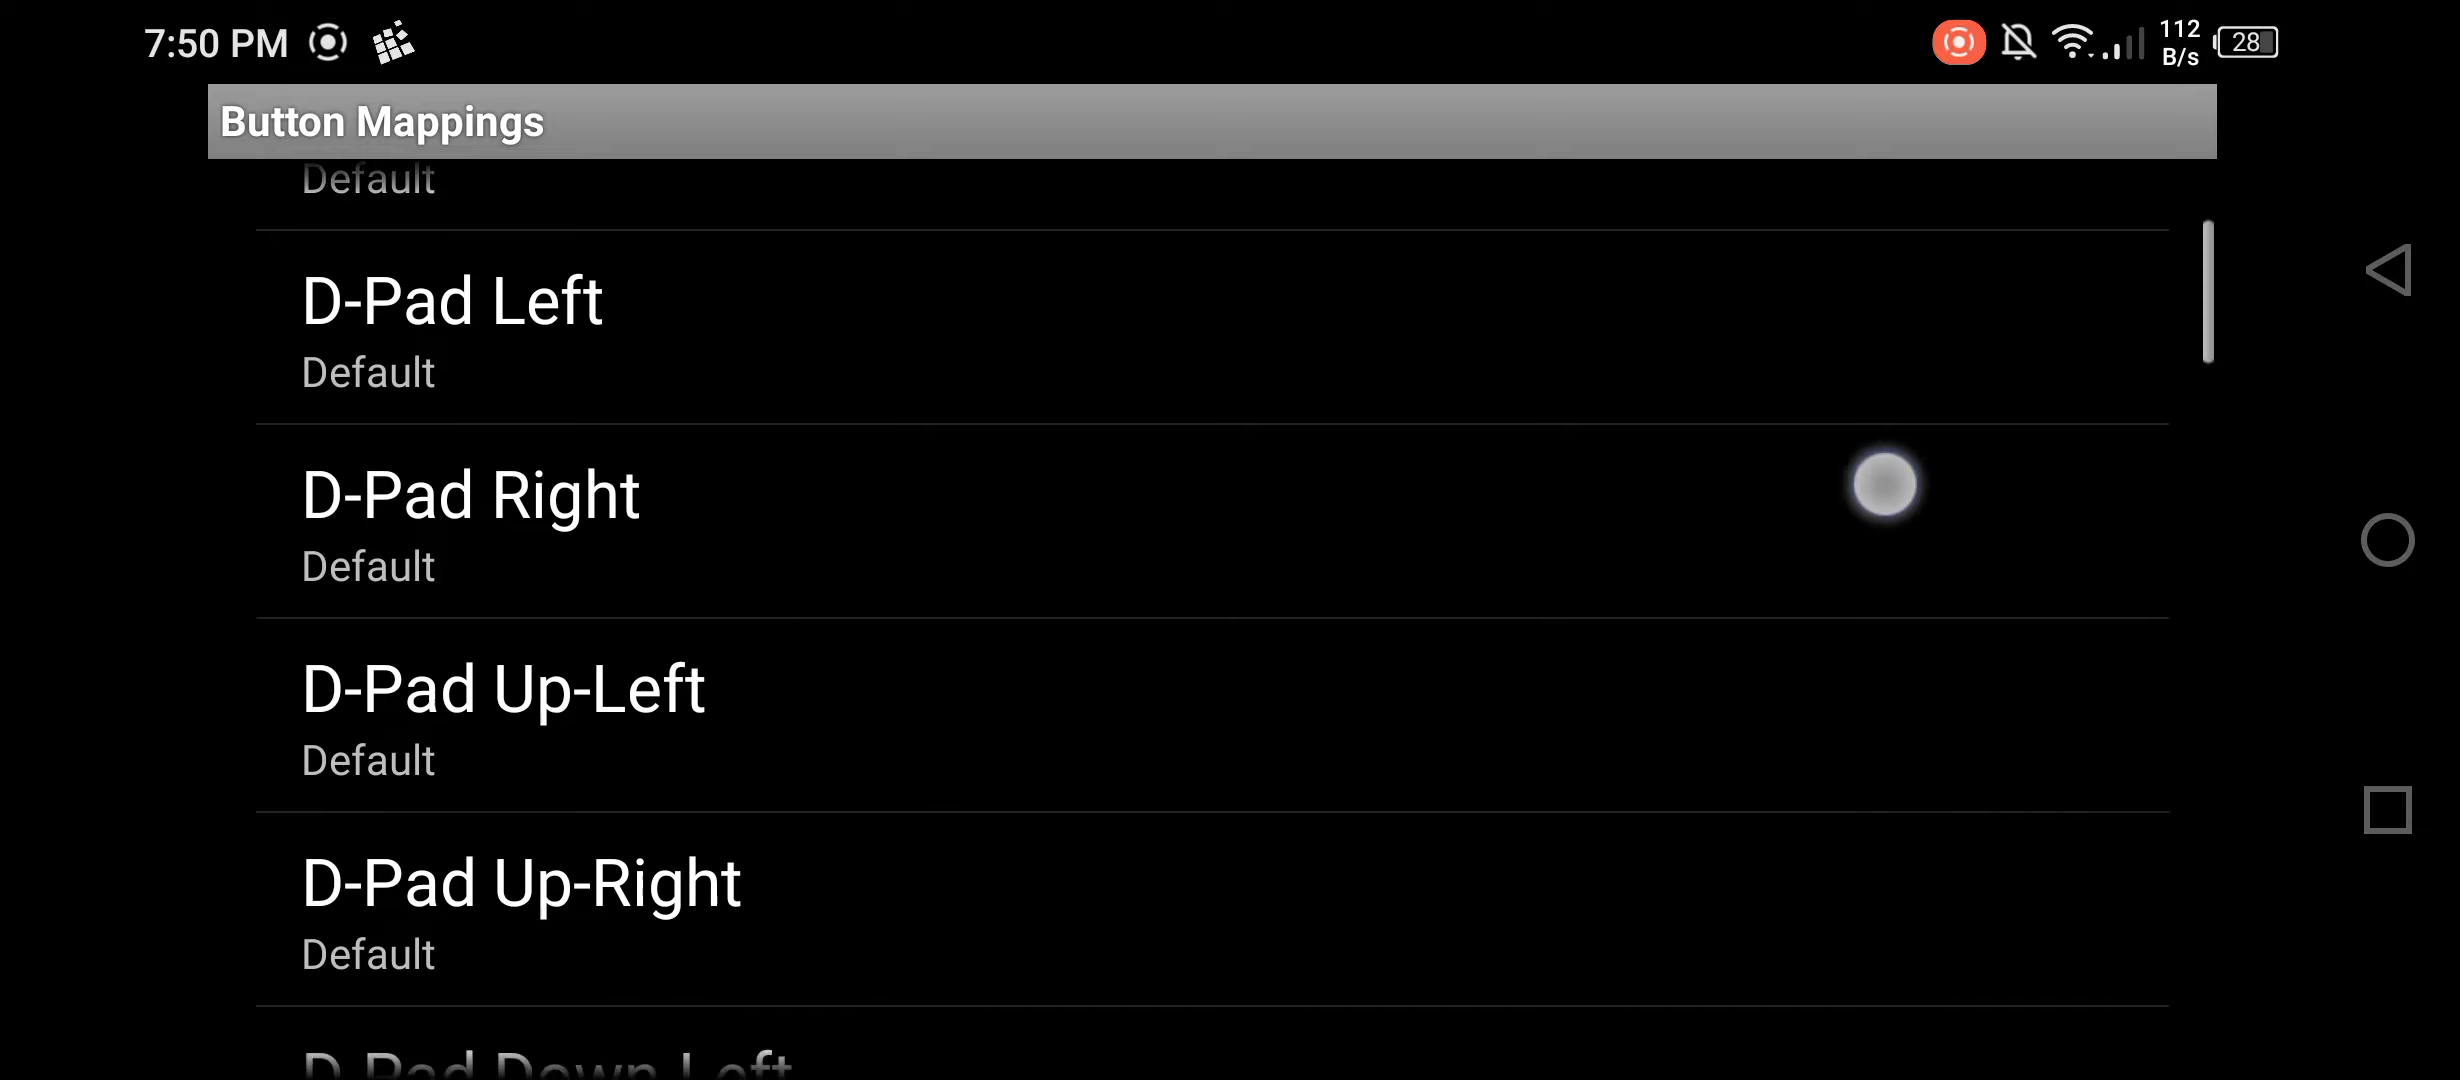 7:50 PM
112
B/s
28
Button Mappings
Default
D-Pad Left
Default
D-Pad Right
Default
D-Pad Up-Left
Default
D-Pad Up-Right
Default
D-Pad Down-Left